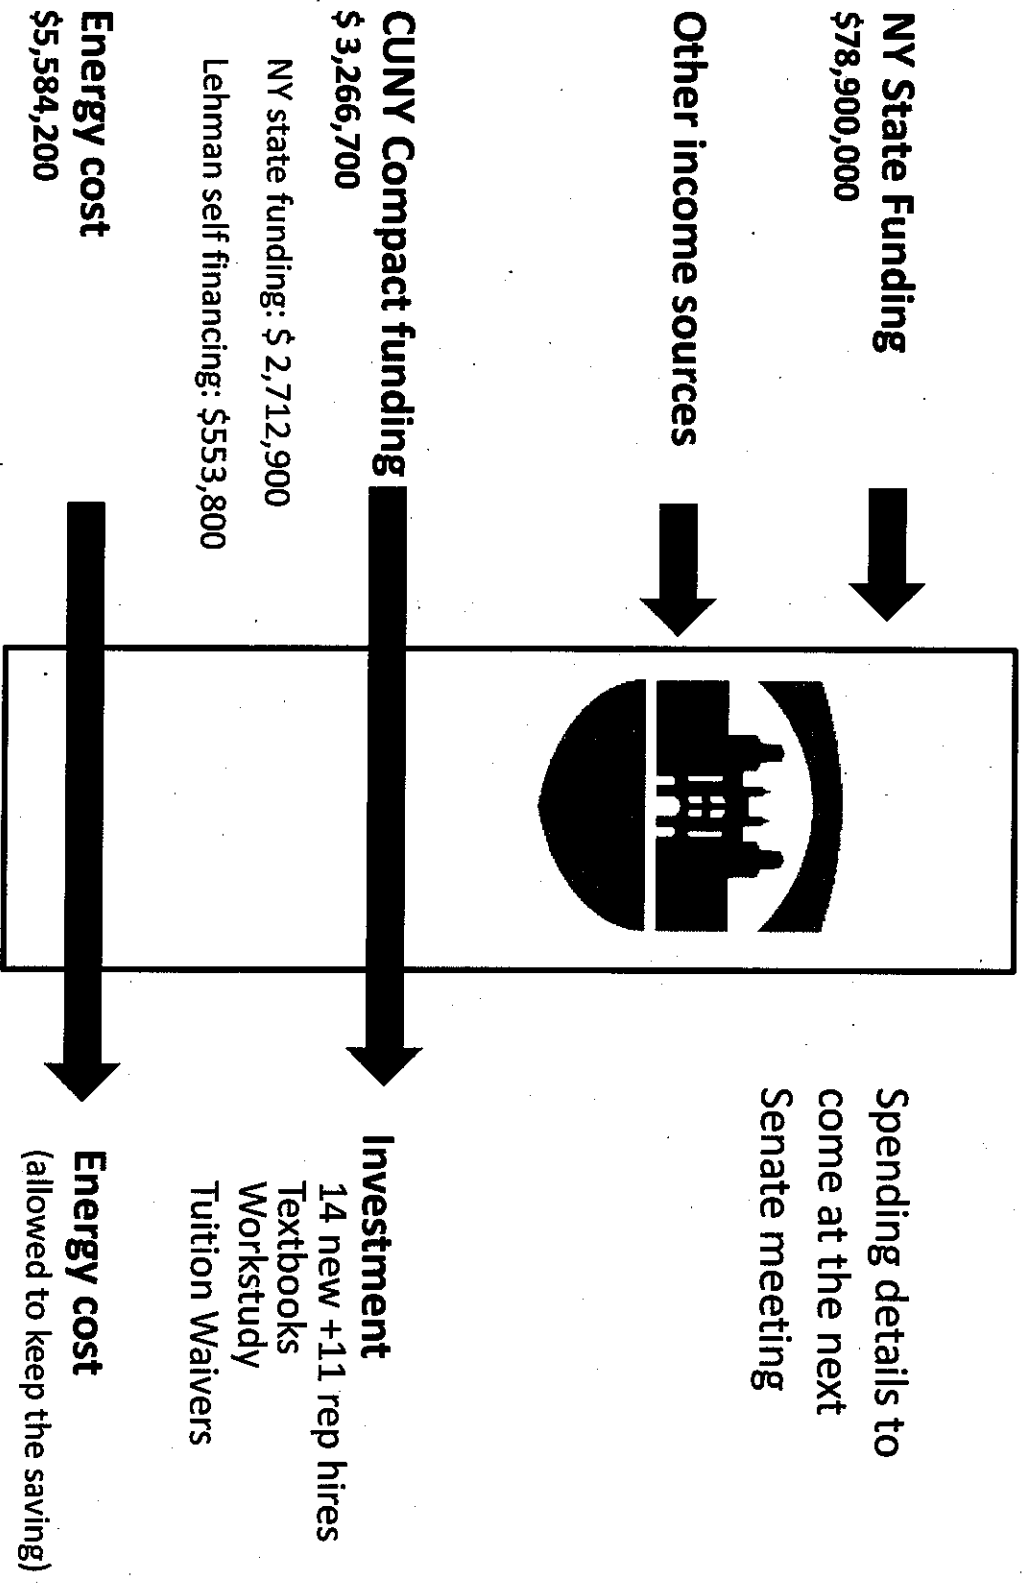 NY State Funding
$78,900,000
Other income sources
CUNY Compact funding
$ 3,266,700
NY state funding: $ 2,712,900
Lehman self financing: $553,800
Energy cost
$5,584,200
Spending details to
come at the next
Senate meeting
Investment
14 new +11 rep hires
Textbooks
Workstudy
Tuition Waivers
Energy cost
(allowed to keep the saving)